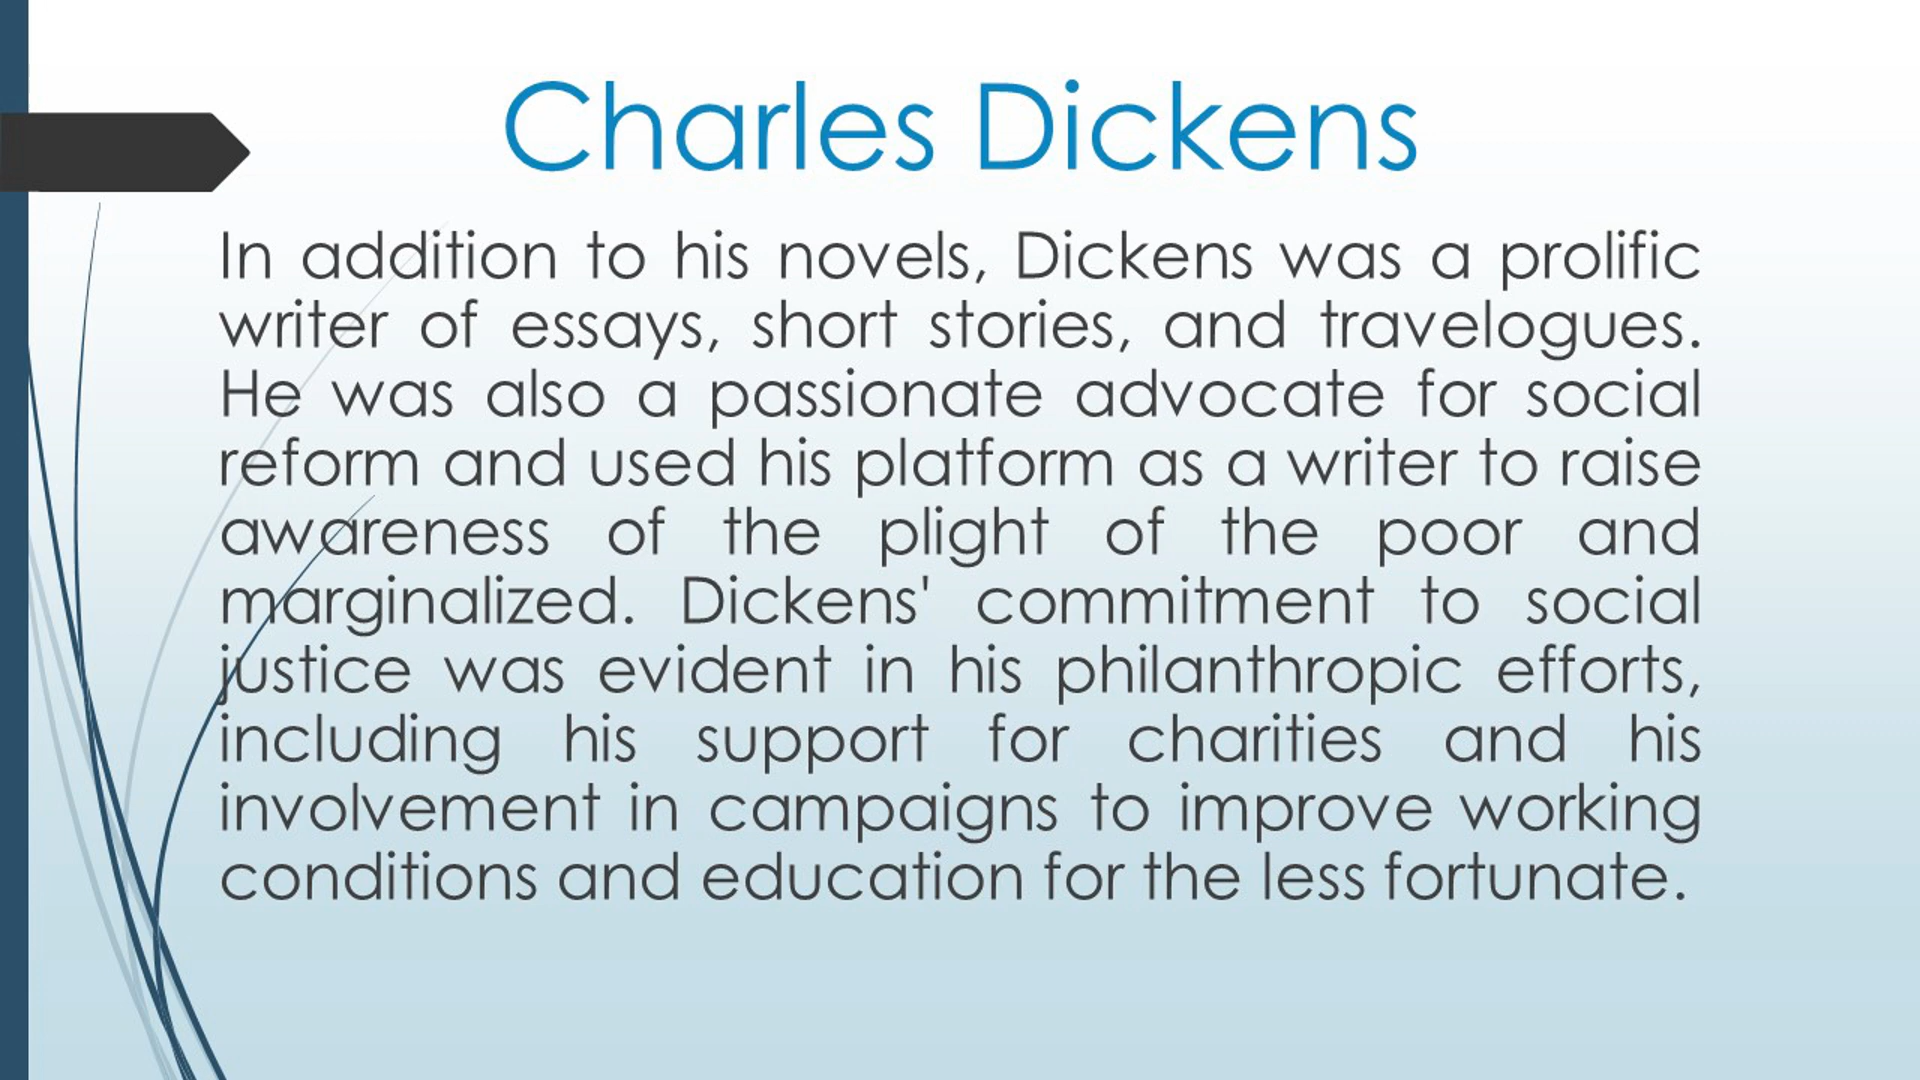 Charles Dickens
In addition to his novels, Dickens was a prolific
writer of essays, short stories, and travelogues.
He was also a passionate advocate for social
reform and used his platform as a writer to raise
awareness of the plight of the poor and
marginalized. Dickens' commitment to social
justice was evident in his philanthropic efforts,
including his support for charities and his
involvement in campaigns to improve working
conditions and education for the less fortunate.